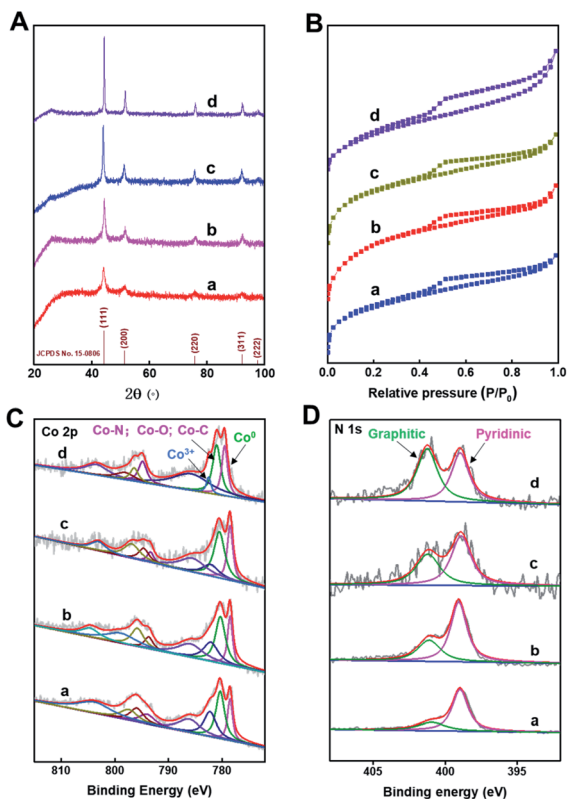 A
d
c
b
a
(111)
(200)
(220)
(311)
(222)
JCPDS No. 15-0806
20 40 60 80 100
2θ (°)
B
d
c
b
a
0.0 0.2 0.4 0.6 0.8 1.0
Relative pressure (P/P0)
C
Co 2p
Co-N ; Co-O; Co-C
Co3+
Co0
d
c
b
a
810 800 790 780
Binding Energy (eV)
D
N 1s
Graphitic
Pyridinic
d
c
b
a
405 399 392
Binding energy (eV)